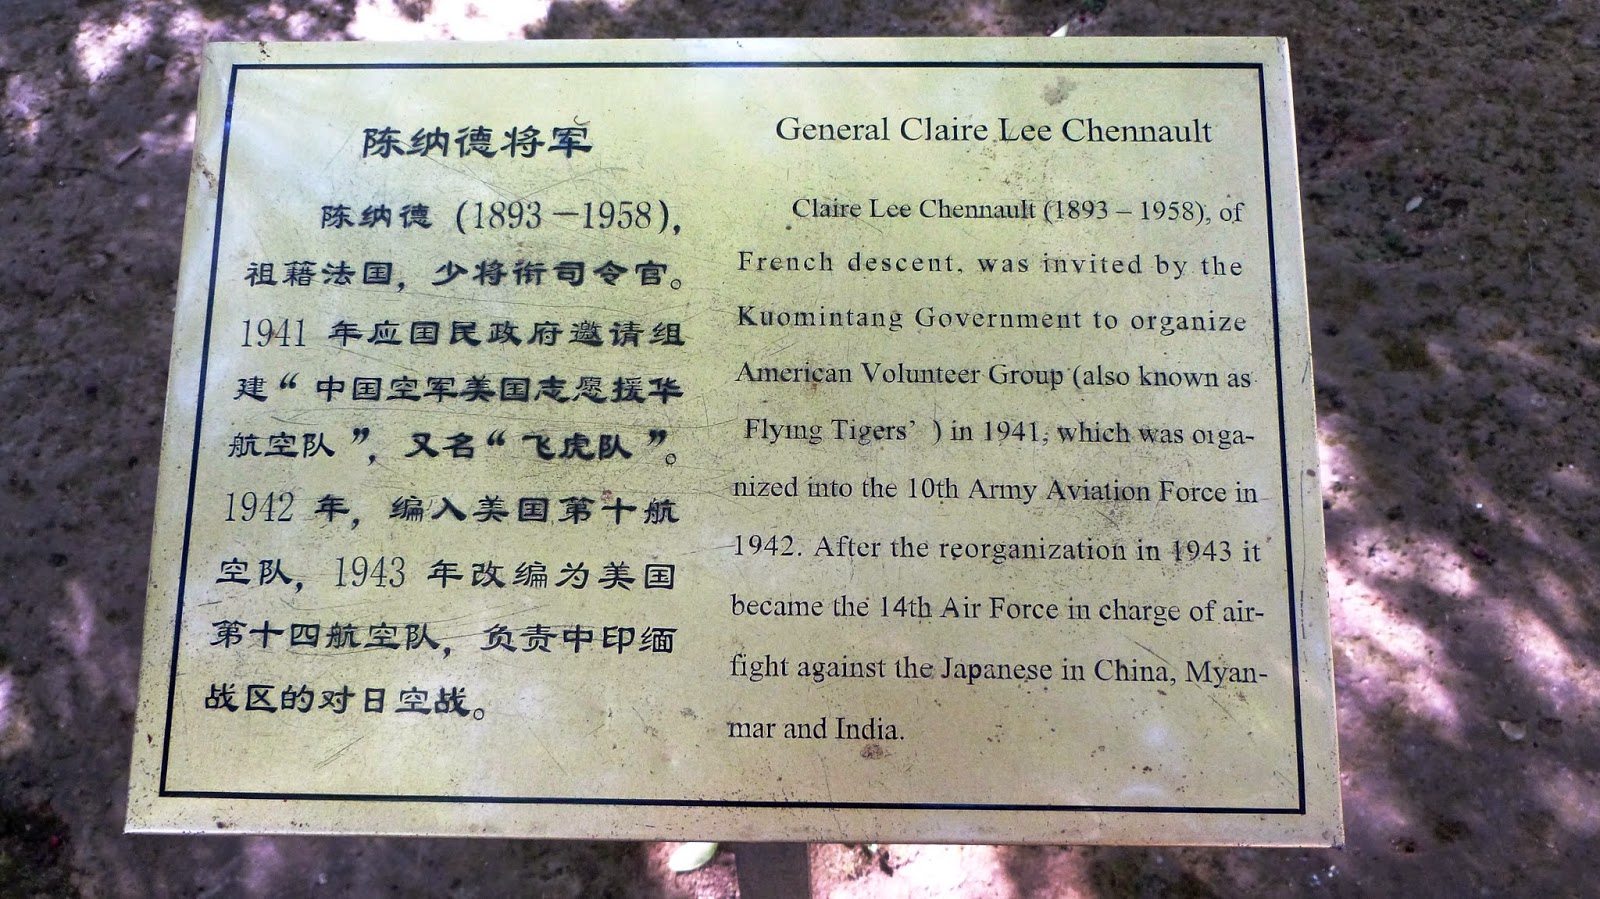 陈纳德将军
陈纳德 (1893－1958),
祖籍法国，少将衔司令官。
1941 年应国民政府邀请组
建“中国空军美国志愿援华
航空队”，又名“飞虎队”。
1942 年，编入美国第十航
空队，1943 年改编为美国
第十四航空队，负责中印缅
战区的对日空战。
General Claire Lee Chennault
Claire Lee Chennault (1893 – 1958), of
French descent, was invited by the
Kuomintang Government to organize
American Volunteer Group (also known as
Flying Tigers’ ) in 1941, which was orga-
nized into the 10th Army Aviation Force in
1942. After the reorganization in 1943 it
became the 14th Air Force in charge of air-
fight against the Japanese in China, Myan-
mar and India.